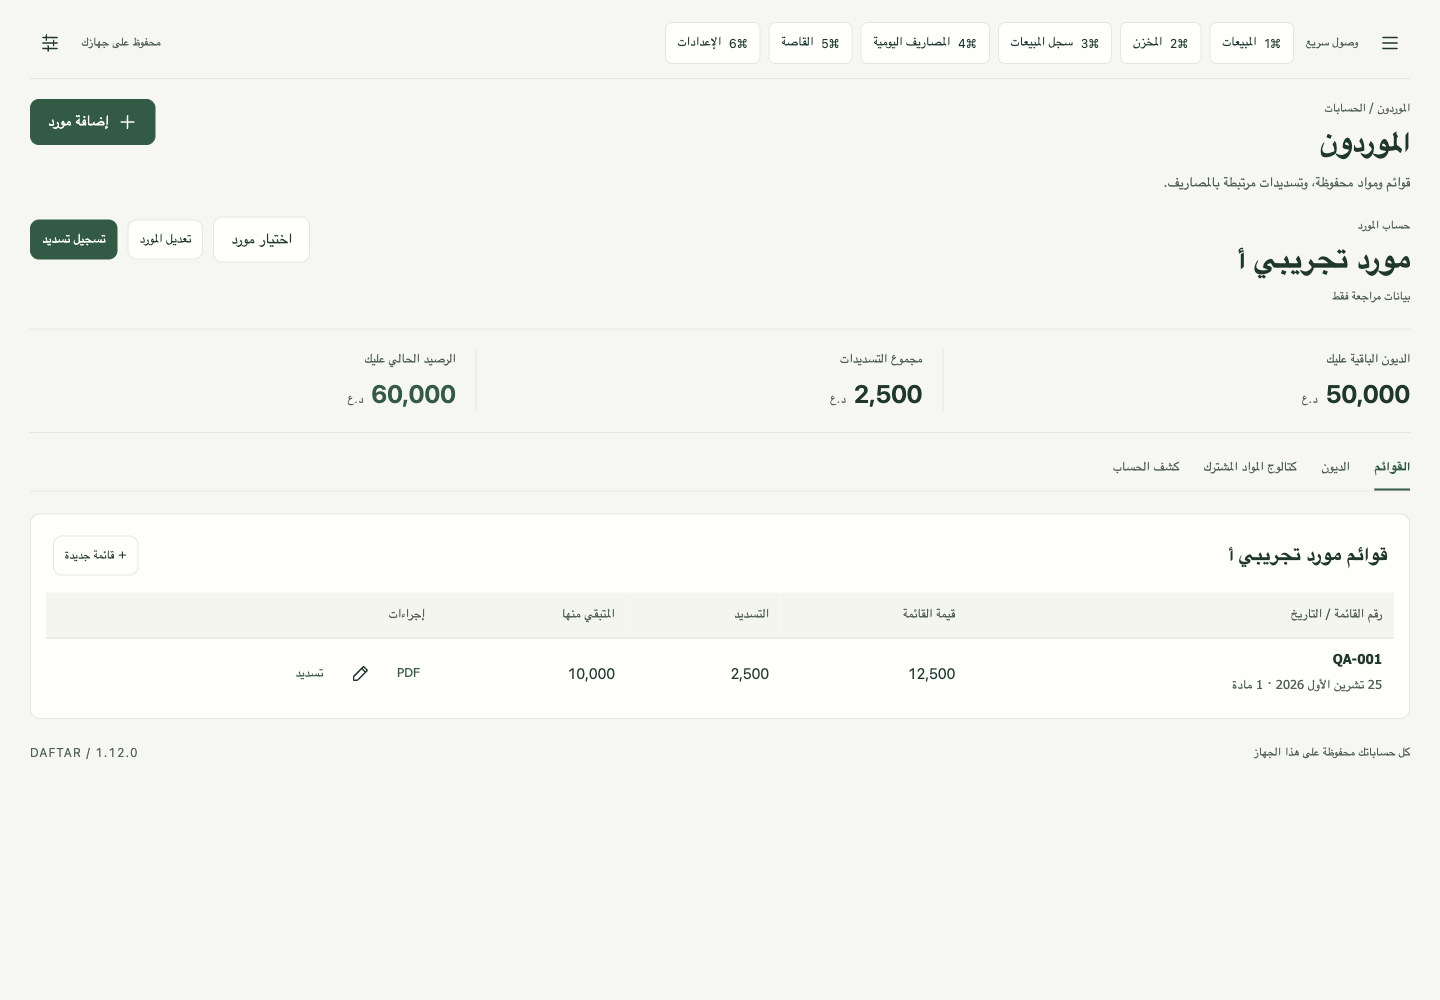 وصول سريع ⌘1 المبيعات ⌘2 المخزن ⌘3 سجل المبيعات ⌘4 المصاريف اليومية ⌘5 القاصة ⌘6 الإعدادات محفوظ على جهازك
الموردون / الحسابات
الموردون
إضافة مورد
قوائم ومواد محفوظة، وتسديدات مرتبطة بالمصاريف.
حساب المورد
مورد تجريبي أ
اختيار مورد تعديل المورد تسجيل تسديد
بيانات مراجعة فقط
الديون الباقية عليك مجموع التسديدات الرصيد الحالي عليك
50,000 د.ع 2,500 د.ع 60,000 د.ع
القوائم الديون كتالوج المواد المشترك كشف الحساب
قوائم مورد تجريبي أ + قائمة جديدة
رقم القائمة / التاريخ قيمة القائمة التسديد المتبقي منها إجراءات
QA-001
25 تشرين الأول 2026 · 1 مادة
12,500 2,500 10,000 PDF تسديد
كل حساباتك محفوظة على هذا الجهاز DAFTAR / 1.12.0